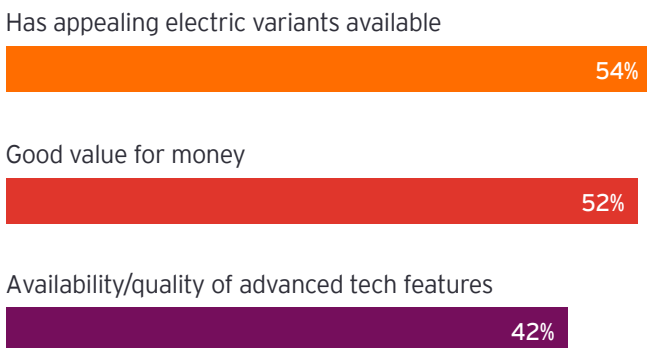 Has appealing electric variants available
54%
Good value for money
52%
Availability/quality of advanced tech features
42%